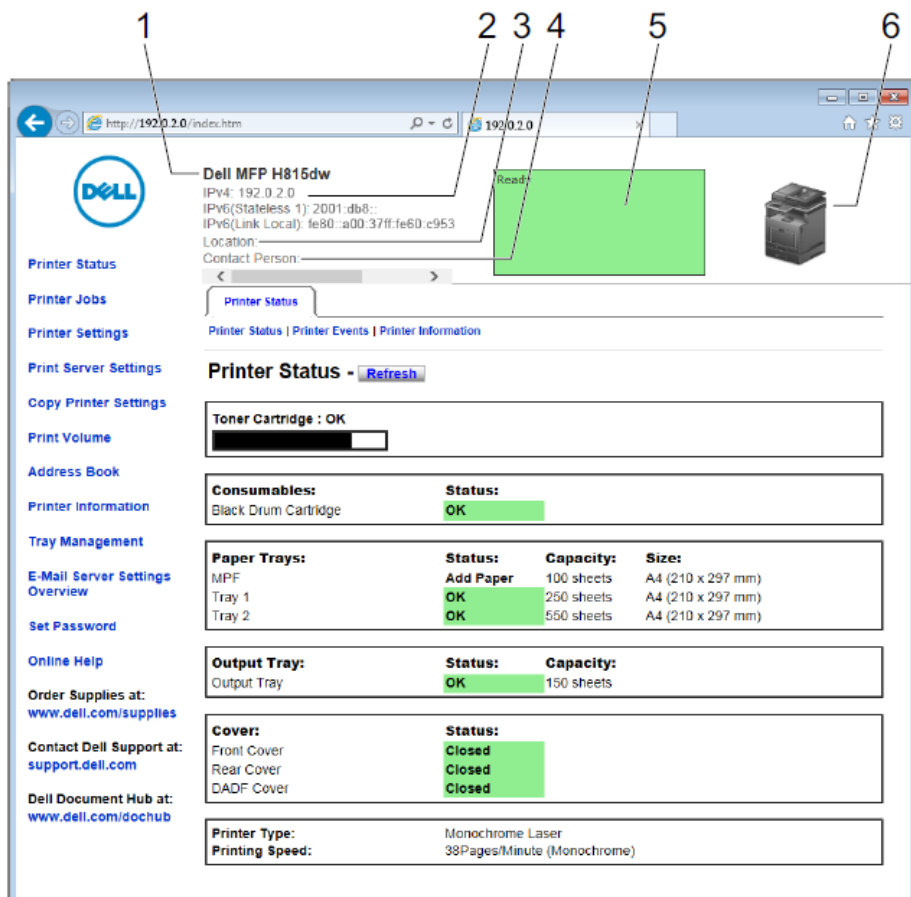 1 2 3 4 5 6
http://192.0.2.0/index.htm
192.0.2.0
DELL
Dell MFP H815dw
IPv4: 192.0.2.0
IPv6(Stateless 1): 2001:db8::
IPv6(Link Local): fe80::a00:37ff:fe60:c953
Location:
Contact Person:
Ready
Printer Status
Printer Jobs
Printer Settings
Print Server Settings
Copy Printer Settings
Print Volume
Address Book
Printer Information
Tray Management
E-Mail Server Settings
Overview
Set Password
Online Help
Order Supplies at:
www.dell.com/supplies
Contact Dell Support at:
support.dell.com
Dell Document Hub at:
www.dell.com/dochub
Printer Status
Printer Status | Printer Events | Printer Information
Printer Status - Refresh
Toner Cartridge : OK
Consumables: Status:
Black Drum Cartridge OK
Paper Trays: Status: Capacity: Size:
MPF Add Paper 100 sheets A4 (210 x 297 mm)
Tray 1 OK 250 sheets A4 (210 x 297 mm)
Tray 2 OK 550 sheets A4 (210 x 297 mm)
Output Tray: Status: Capacity:
Output Tray OK 150 sheets
Cover: Status:
Front Cover Closed
Rear Cover Closed
DADF Cover Closed
Printer Type: Monochrome Laser
Printing Speed: 38Pages/Minute (Monochrome)